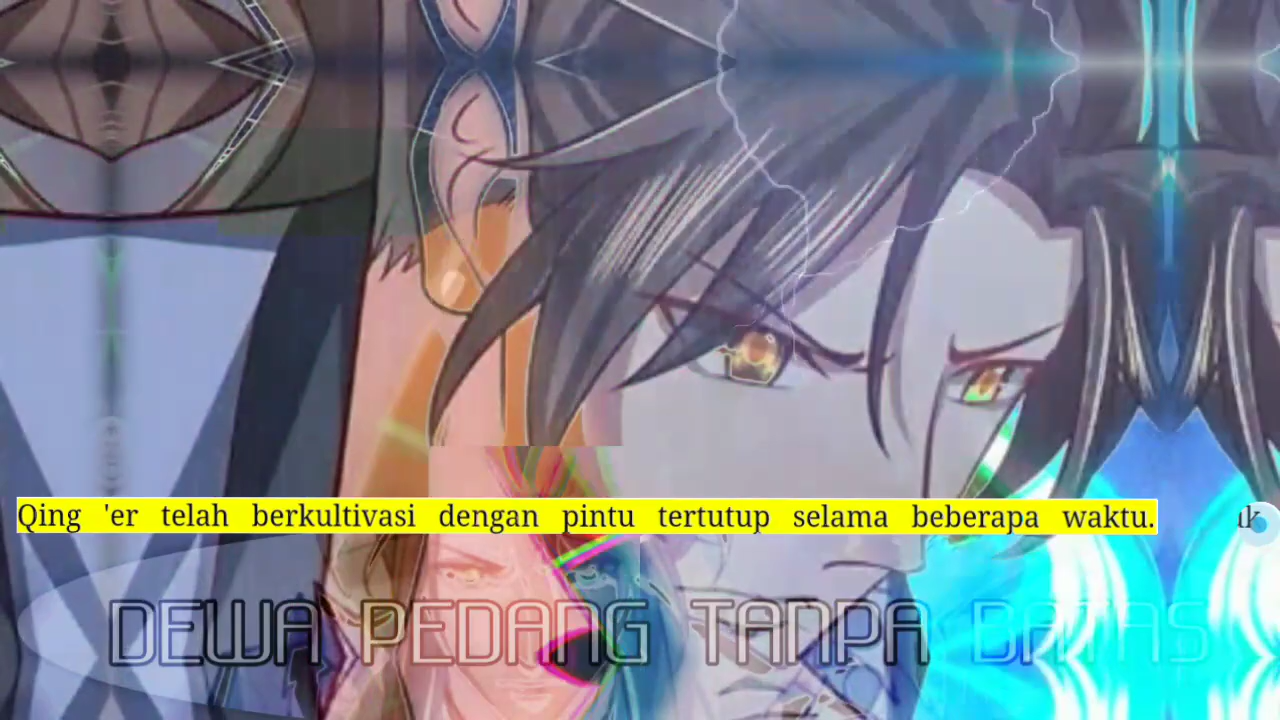 Qing 'er telah berkultivasi dengan pintu tertutup selama beberapa waktu.
DEWA PEDANG TANPA BATAS